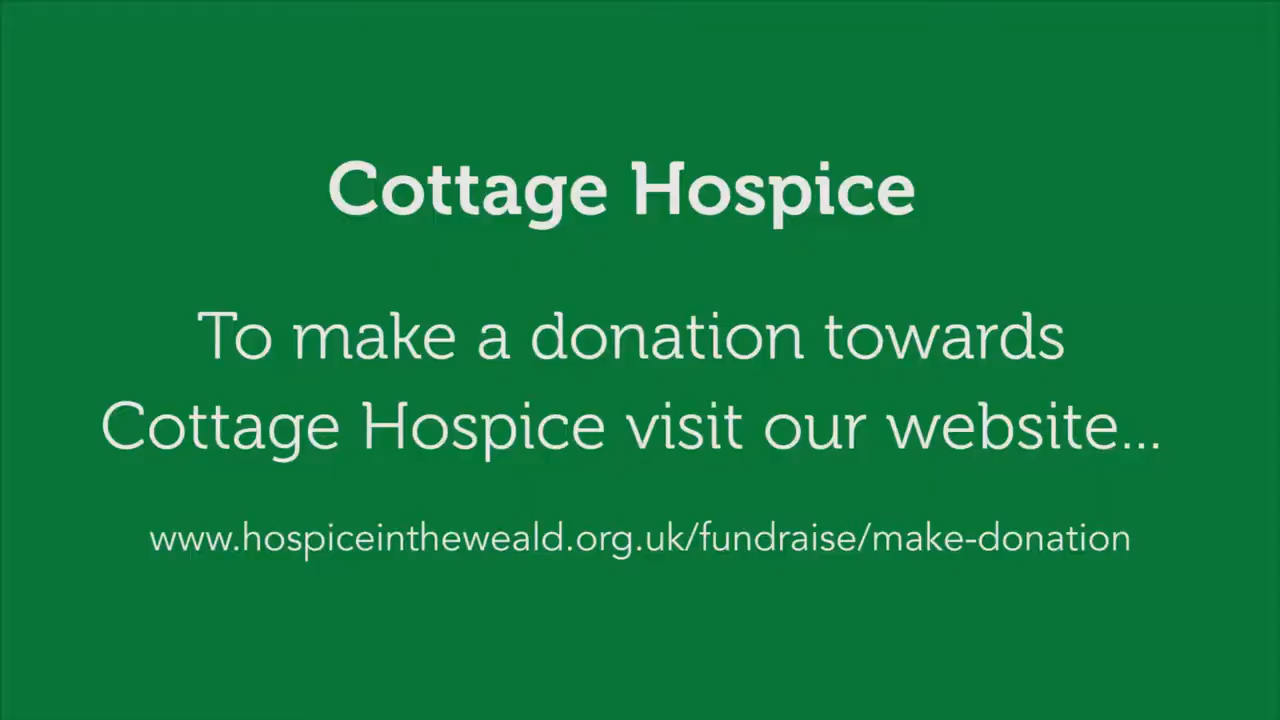 Cottage Hospice
To make a donation towards
Cottage Hospice visit our website...
www.hospiceintheweald.org.uk/fundraise/make-donation